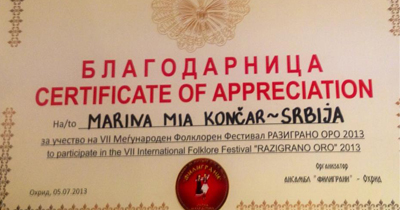 БЛАГОДАРНИЦА
CERTIFICATE OF APPRECIATION
На/to MARINA MIA KONČAR~SRBIJA
за учество на VII Меѓународен Фолклорен Фестивал РАЗИГРАНО ОРО 2013
to participate in the VII International Folklore Festival "RAZIGRANO ORO" 2013
Организатор
АНСАМБЛ "ФИЛИГРАНИ" - ОХРИД
Охрид, 05.07.2013
ФИЛИГРАНИ